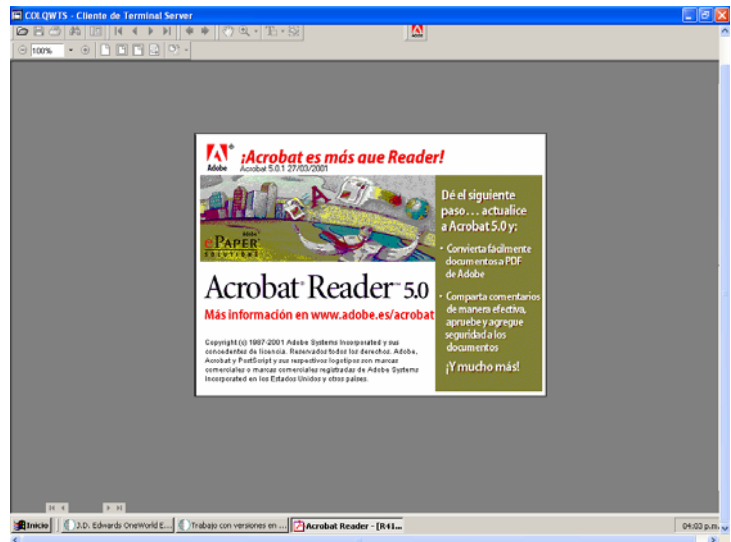 COLQWTS - Cliente de Terminal Server
100%
Adobe
¡Acrobat es más que Reader!
Acrobat 5.0.1 27/03/2001
Adobe
ePAPER
SOLUTIONS
Acrobat Reader 5.0
Más información en www.adobe.es/acrobat
Copyright (c) 1987-2001 Adobe Systems Incorporated y sus
concedentes de licencia. Reservados todos los derechos. Adobe,
Acrobat y PostScript y sus respectivos logotipos son marcas
comerciales o marcas comerciales registradas de Adobe Systems
Incorporated en los Estados Unidos y otros países.
Dé el siguiente
paso... actualice
a Acrobat 5.0 y:
• Convierta fácilmente
documentos a PDF
de Adobe
• Comparta comentarios
de manera efectiva,
apruebe y agregue
seguridad a los
documentos
¡Y mucho más!
Inicio
J.D. Edwards OneWorld E...
Trabajo con versiones en ...
Acrobat Reader - [R41...
04:03 p.m.